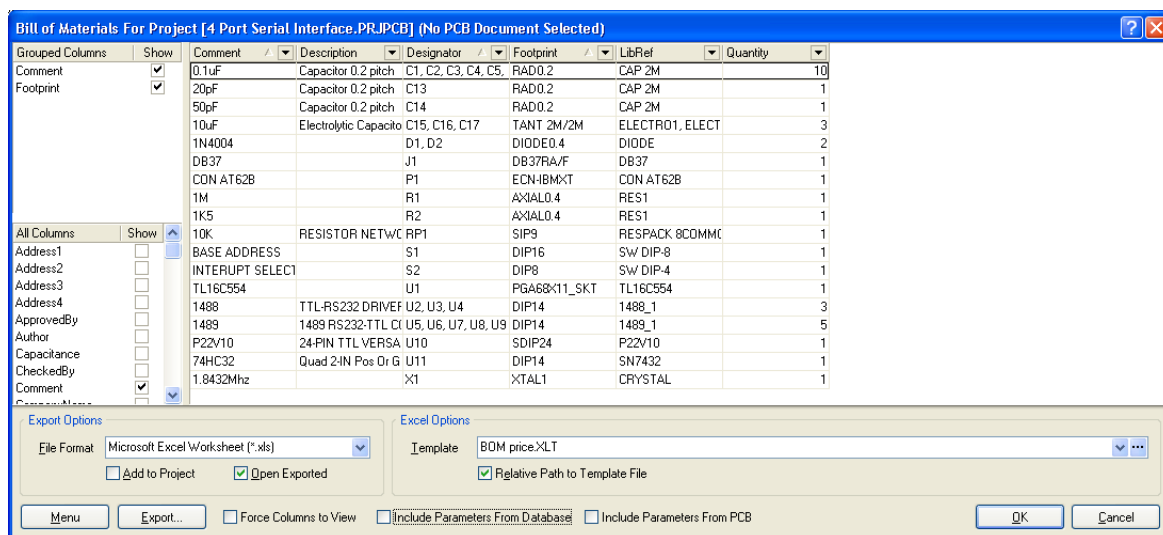 Bill of Materials For Project [4 Port Serial Interface.PRJPCB] (No PCB Document Selected)
Grouped Columns Show Comment Description Designator Footprint LibRef Quantity
Comment 0.1uF Capacitor 0.2 pitch C1, C2, C3, C4, C5, RAD0.2 CAP 2M 10
Footprint 20pF Capacitor 0.2 pitch C13 RAD0.2 CAP 2M 1
50pF Capacitor 0.2 pitch C14 RAD0.2 CAP 2M 1
10uF Electrolytic Capacito C15, C16, C17 TANT 2M/2M ELECTRO1, ELECT 3
1N4004 D1, D2 DIODE0.4 DIODE 2
DB37 J1 DB37RA/F DB37 1
CON AT62B P1 ECN-IBMXT CON AT62B 1
1M R1 AXIAL0.4 RES1 1
1K5 R2 AXIAL0.4 RES1 1
All Columns Show 10K RESISTOR NETWO RP1 SIP9 RESPACK 8COMMO 1
Address1 BASE ADDRESS S1 DIP16 SW DIP-8 1
Address2 INTERUPT SELECT S2 DIP8 SW DIP-4 1
Address3 TL16C554 U1 PGA68X11_SKT TL16C554 1
Address4 1488 TTL-RS232 DRIVER U2, U3, U4 DIP14 1488_1 3
ApprovedBy 1489 1489 RS232-TTL CO U5, U6, U7, U8, U9 DIP14 1489_1 5
Author P22V10 24-PIN TTL VERSA U10 SDIP24 P22V10 1
Capacitance 74HC32 Quad 2-IN Pos Or G U11 DIP14 SN7432 1
CheckedBy 1.8432Mhz X1 XTAL1 CRYSTAL 1
Comment
Export Options Excel Options
File Format Microsoft Excel Worksheet (*.xls) Template BOM price.XLT
Add to Project Open Exported Relative Path to Template File
Menu Export... Force Columns to View Include Parameters From Database Include Parameters From PCB OK Cancel